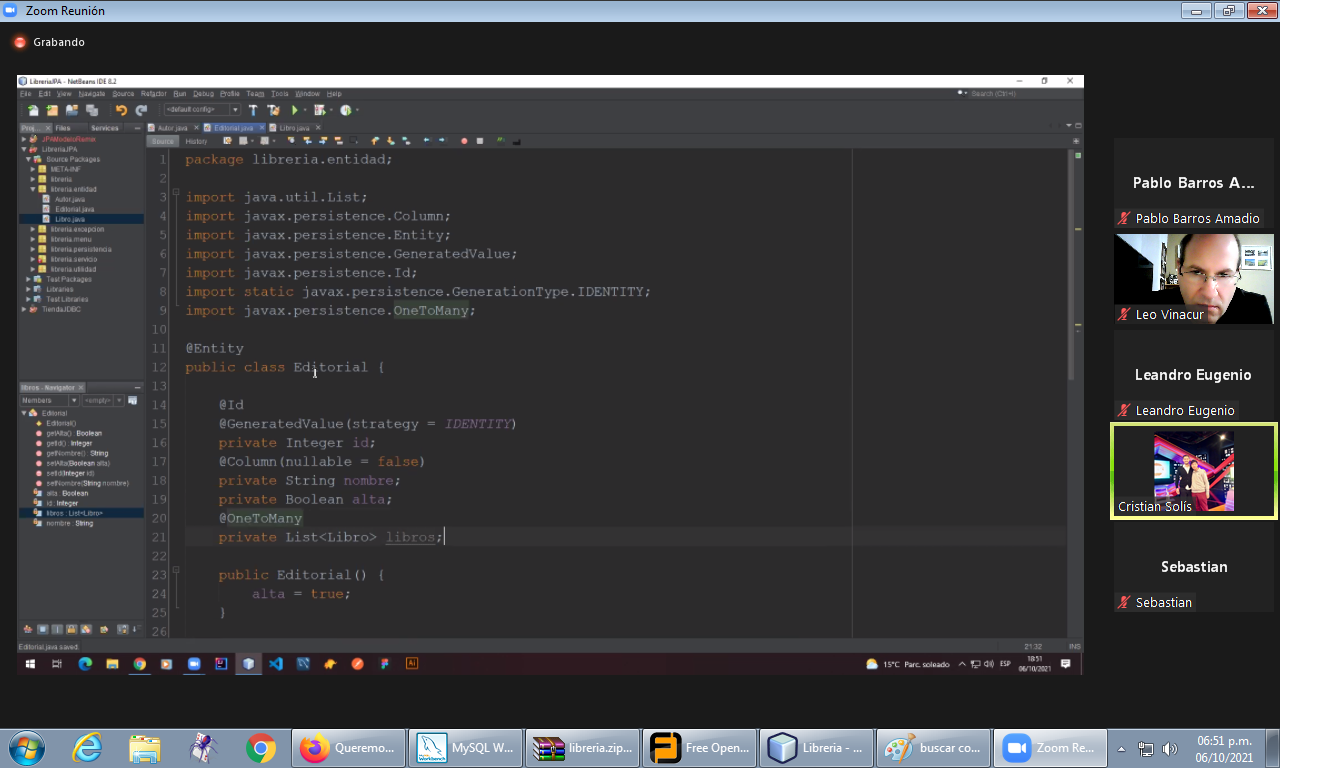 Zoom Reunión
Grabando
LibreriaJPA - NetBeans IDE 8.2
File Edit View Navigate Source Refactor Run Debug Profile Team Tools Window Help
Search (Ctrl+I)
<default config>
Proj... Files Services
Autor.java Editorial.java Libro.java
Source History
LibreriaJPA
Source Packages
META-INF
libreria
libreria.entidad
Autor.java
Editorial.java
Libro.java
libreria.excepcion
libreria.menu
libreria.persistencia
libreria.servicio
libreria.utilidad
Test Packages
Libraries
Test Libraries
TiendaJDBC
libros - Navigator
Members <empty>
Editorial
Editorial()
getAlta() : Boolean
getId() : Integer
getNombre() : String
setAlta(Boolean alta)
setId(Integer id)
setNombre(String nombre)
alta : Boolean
id : Integer
libros : List<Libro>
nombre : String
1 package libreria.entidad;
2
3 import java.util.List;
4 import javax.persistence.Column;
5 import javax.persistence.Entity;
6 import javax.persistence.GeneratedValue;
7 import javax.persistence.Id;
8 import static javax.persistence.GenerationType.IDENTITY;
9 import javax.persistence.OneToMany;
10
11 @Entity
12 public class Editorial {
13
14 @Id
15 @GeneratedValue(strategy = IDENTITY)
16 private Integer id;
17 @Column(nullable = false)
18 private String nombre;
19 private Boolean alta;
20 @OneToMany
21 private List<Libro> libros;
22
23 public Editorial() {
24 alta = true;
25 }
26
Editorial.java saved.
21:32 INS
15°C Parc. soleado ESP
18:51
06/10/2021
Pablo Barros A...
Pablo Barros Amadio
Leo Vinacur
Leandro Eugenio
Leandro Eugenio
Cristian Solís
Sebastian
Sebastian
Queremo... MySQL W... libreria.zip... Free Open... Libreria - ... buscar co... Zoom Re...
06:51 p.m.
06/10/2021